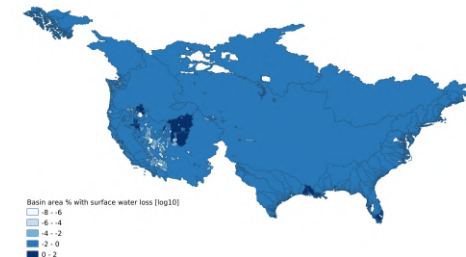 Basin area % with surface water loss [log10]
-8 - -6
-6 - -4
-4 - -2
-2 - 0
0 - 2